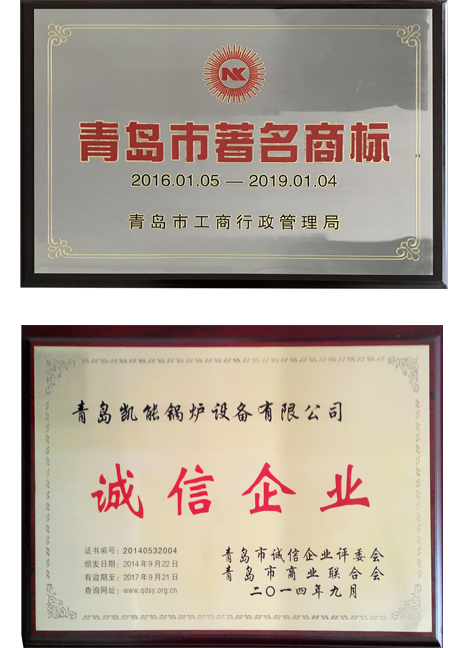 NK
青岛市著名商标
2016.01.05 — 2019.01.04
青岛市工商行政管理局
青岛凯能锅炉设备有限公司
诚信企业
证书编号：20140532004
颁发日期：2014年9月22日
有效期至：2017年9月21日
查询网址：www.qdsy.org.cn
青岛市诚信企业评委会
青岛市商业联合会
二〇一四年九月